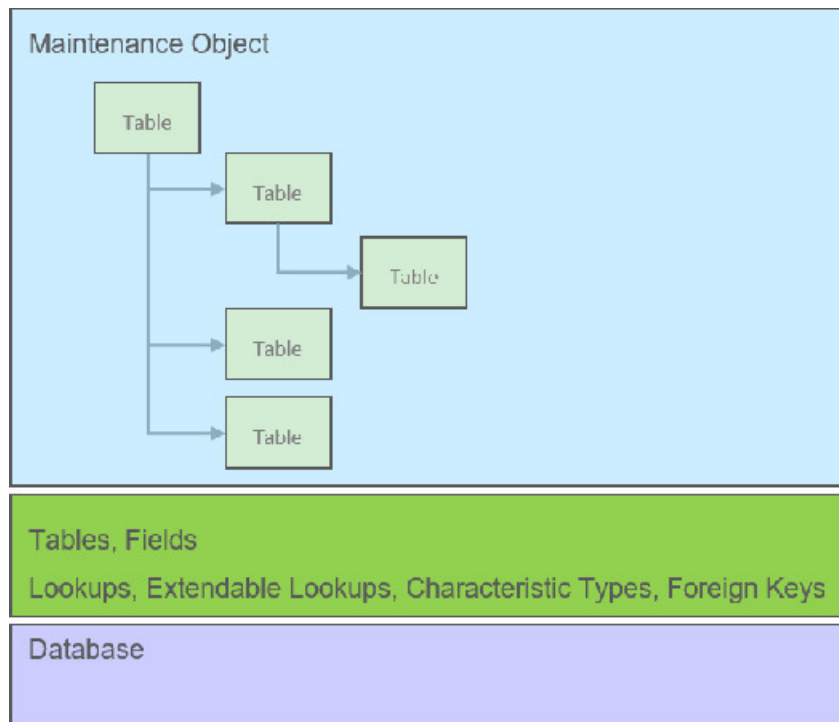 Maintenance Object
Table
Table
Table
Table
Table
Tables, Fields
Lookups, Extendable Lookups, Characteristic Types, Foreign Keys
Database